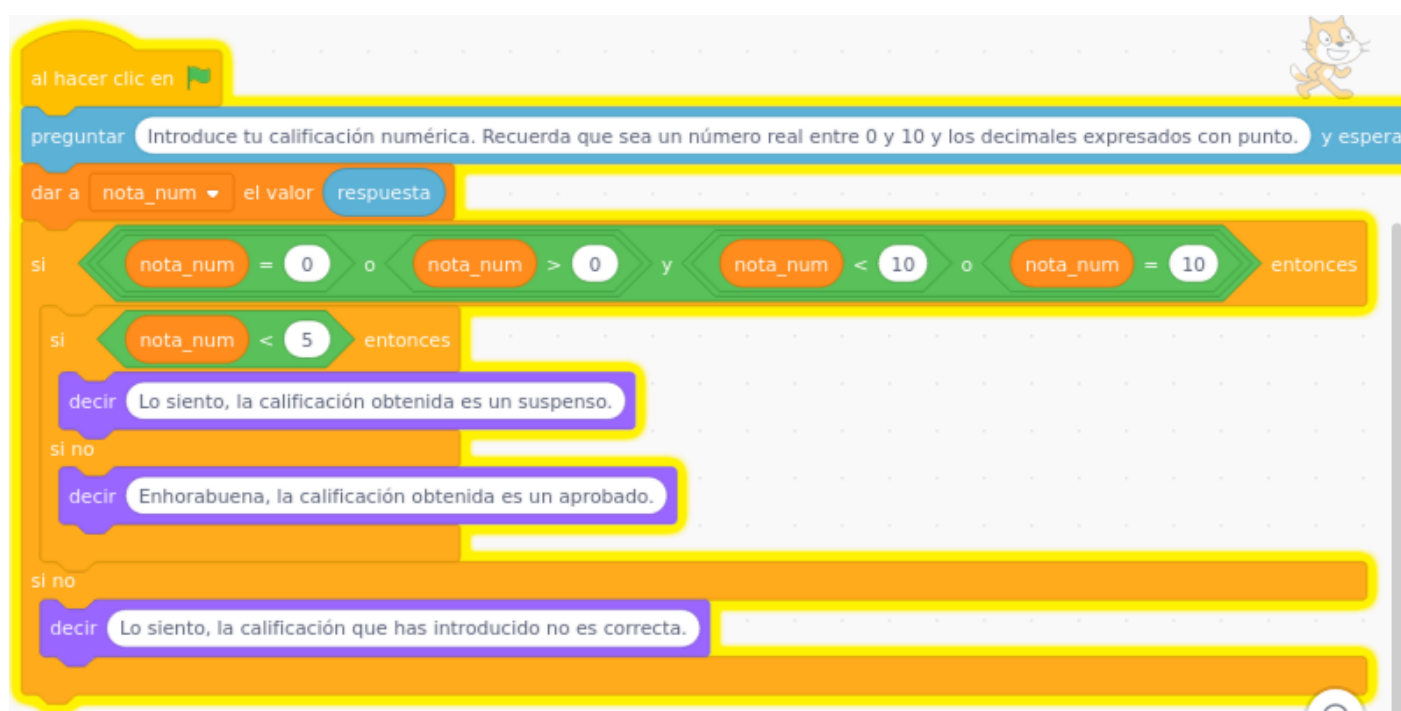 al hacer clic en
preguntar Introduce tu calificación numérica. Recuerda que sea un número real entre 0 y 10 y los decimales expresados con punto. y espera
dar a nota_num el valor respuesta
si nota_num = 0 o nota_num > 0 y nota_num < 10 o nota_num = 10 entonces
si nota_num < 5 entonces
decir Lo siento, la calificación obtenida es un suspenso.
si no
decir Enhorabuena, la calificación obtenida es un aprobado.
si no
decir Lo siento, la calificación que has introducido no es correcta.